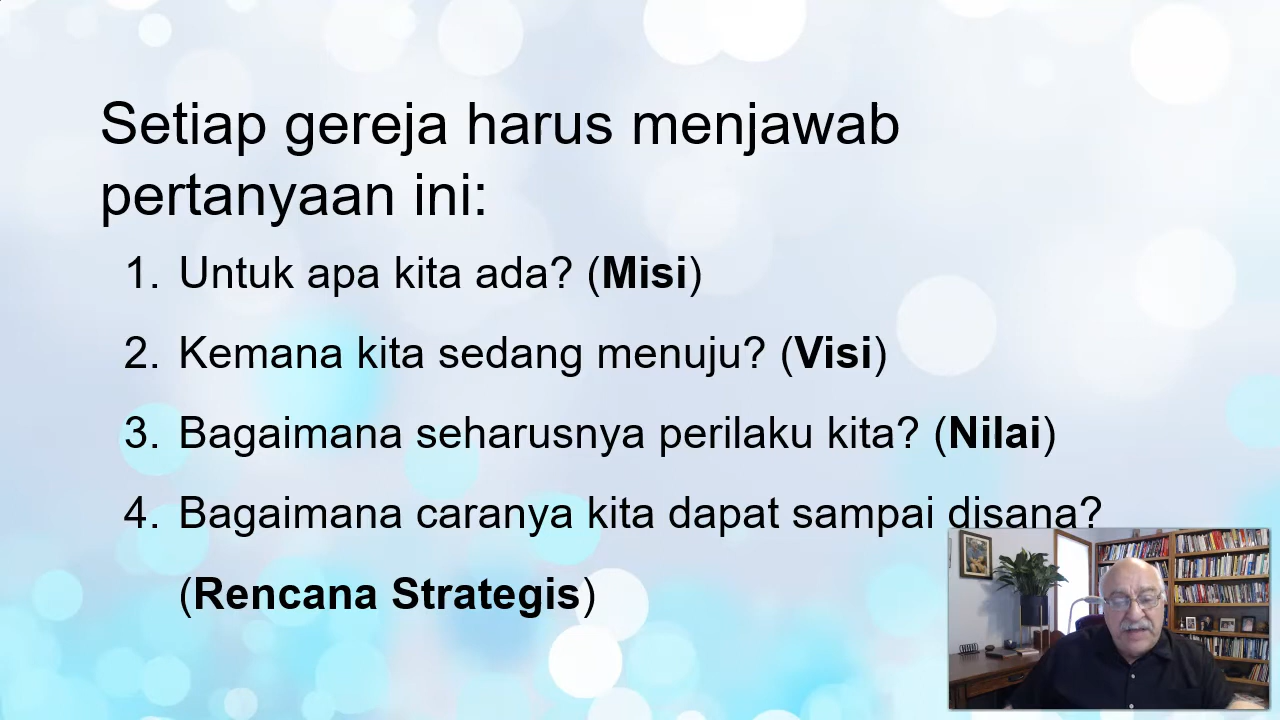 Setiap gereja harus menjawab
pertanyaan ini:
1. Untuk apa kita ada? (Misi)
2. Kemana kita sedang menuju? (Visi)
3. Bagaimana seharusnya perilaku kita? (Nilai)
4. Bagaimana caranya kita dapat sampai disana?
(Rencana Strategis)